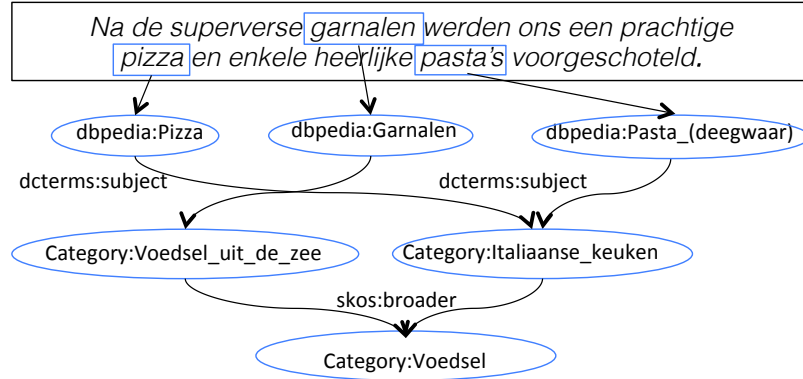 Na de superverse garnalen werden ons een prachtige
pizza en enkele heerlijke pasta's voorgeschoteld.
dbpedia:Pizza
dbpedia:Garnalen
dbpedia:Pasta_(deegwaar)
dcterms:subject
dcterms:subject
Category:Voedsel_uit_de_zee
Category:Italiaanse_keuken
skos:broader
Category:Voedsel